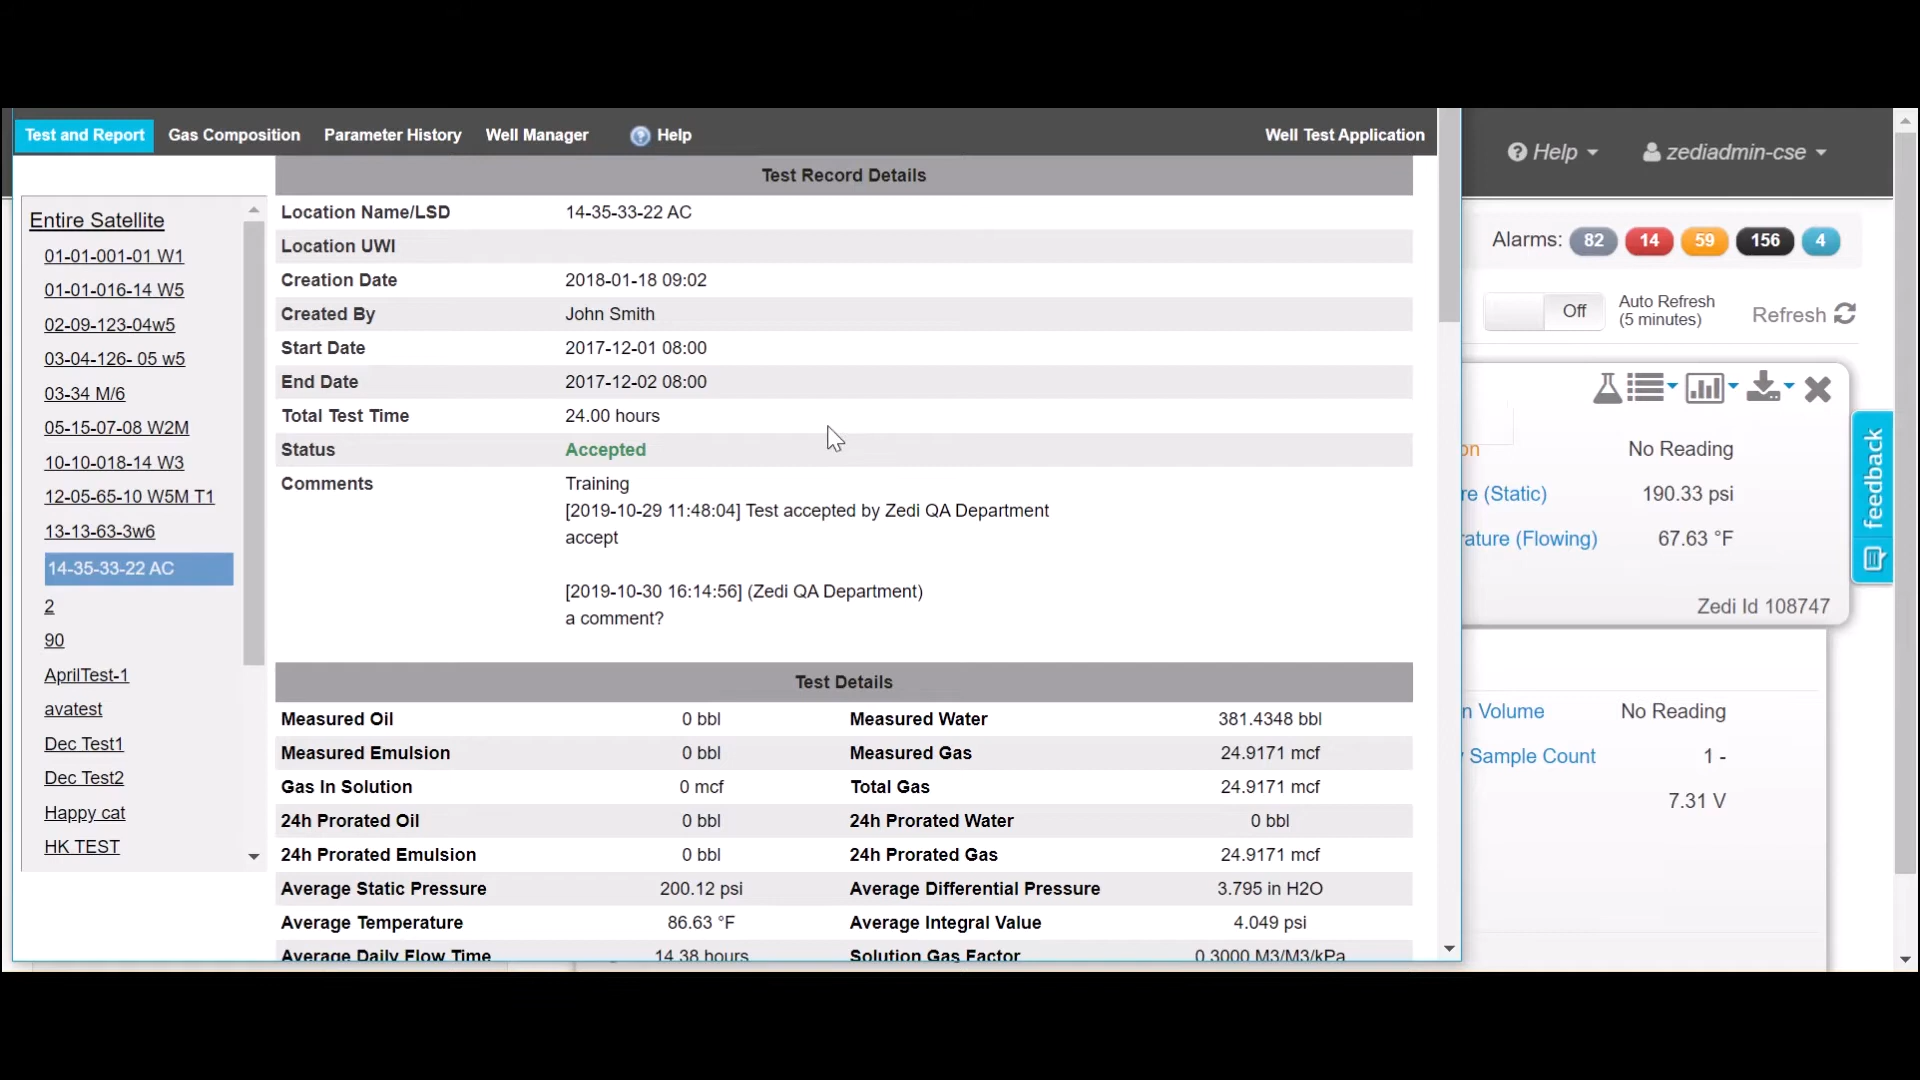 Test and Report Gas Composition Parameter History Well Manager Help Well Test Application
Help zediadmin-cse
Entire Satellite
01-01-001-01 W1
01-01-016-14 W5
02-09-123-04w5
03-04-126- 05 w5
03-34 M/6
05-15-07-08 W2M
10-10-018-14 W3
12-05-65-10 W5M T1
13-13-63-3w6
14-35-33-22 AC
2
90
AprilTest-1
avatest
Dec Test1
Dec Test2
Happy cat
HK TEST
Test Record Details
Location Name/LSD 14-35-33-22 AC
Location UWI
Creation Date 2018-01-18 09:02
Created By John Smith
Start Date 2017-12-01 08:00
End Date 2017-12-02 08:00
Total Test Time 24.00 hours
Status Accepted
Comments Training
[2019-10-29 11:48:04] Test accepted by Zedi QA Department
accept
[2019-10-30 16:14:56] (Zedi QA Department)
a comment?
Test Details
Measured Oil 0 bbl Measured Water 381.4348 bbl
Measured Emulsion 0 bbl Measured Gas 24.9171 mcf
Gas In Solution 0 mcf Total Gas 24.9171 mcf
24h Prorated Oil 0 bbl 24h Prorated Water 0 bbl
24h Prorated Emulsion 0 bbl 24h Prorated Gas 24.9171 mcf
Average Static Pressure 200.12 psi Average Differential Pressure 3.795 in H2O
Average Temperature 86.63 °F Average Integral Value 4.049 psi
Average Daily Flow Time 14.38 hours Solution Gas Factor 0.3000 M3/M3/kPa
Alarms: 82 14 59 156 4
Off Auto Refresh
(5 minutes) Refresh
on No Reading
re (Static) 190.33 psi
rature (Flowing) 67.63 °F
Zedi Id 108747
feedback
n Volume No Reading
Sample Count 1 -
7.31 V